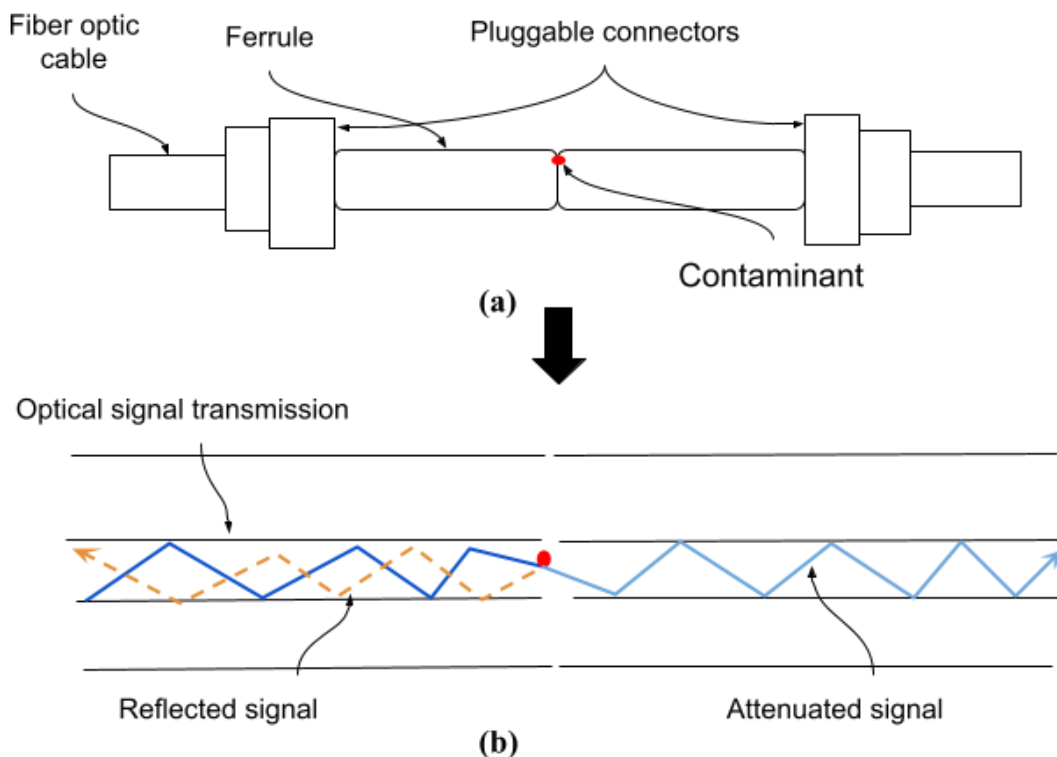 Fiber optic
cable
Ferrule
Pluggable connectors
Contaminant
(a)
Optical signal transmission
Reflected signal
Attenuated signal
(b)